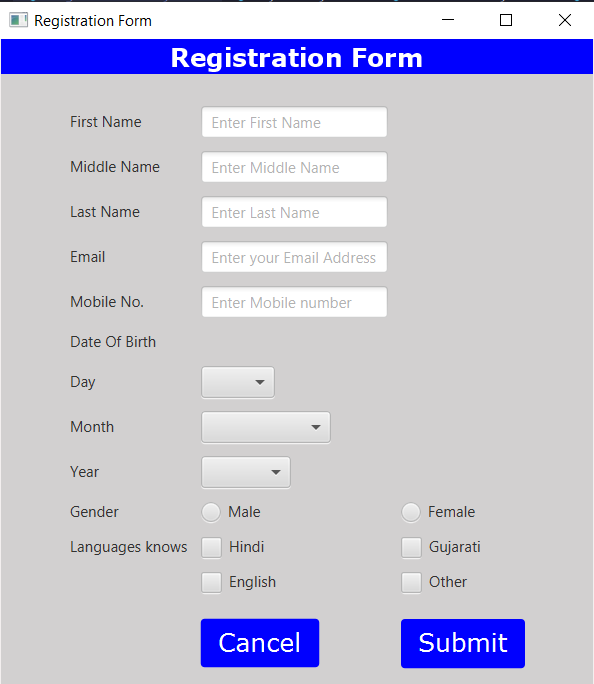 Registration Form
Registration Form
First Name Enter First Name
Middle Name Enter Middle Name
Last Name Enter Last Name
Email Enter your Email Address
Mobile No. Enter Mobile number
Date Of Birth
Day
Month
Year
Gender Male Female
Languages knows Hindi Gujarati
English Other
Cancel Submit